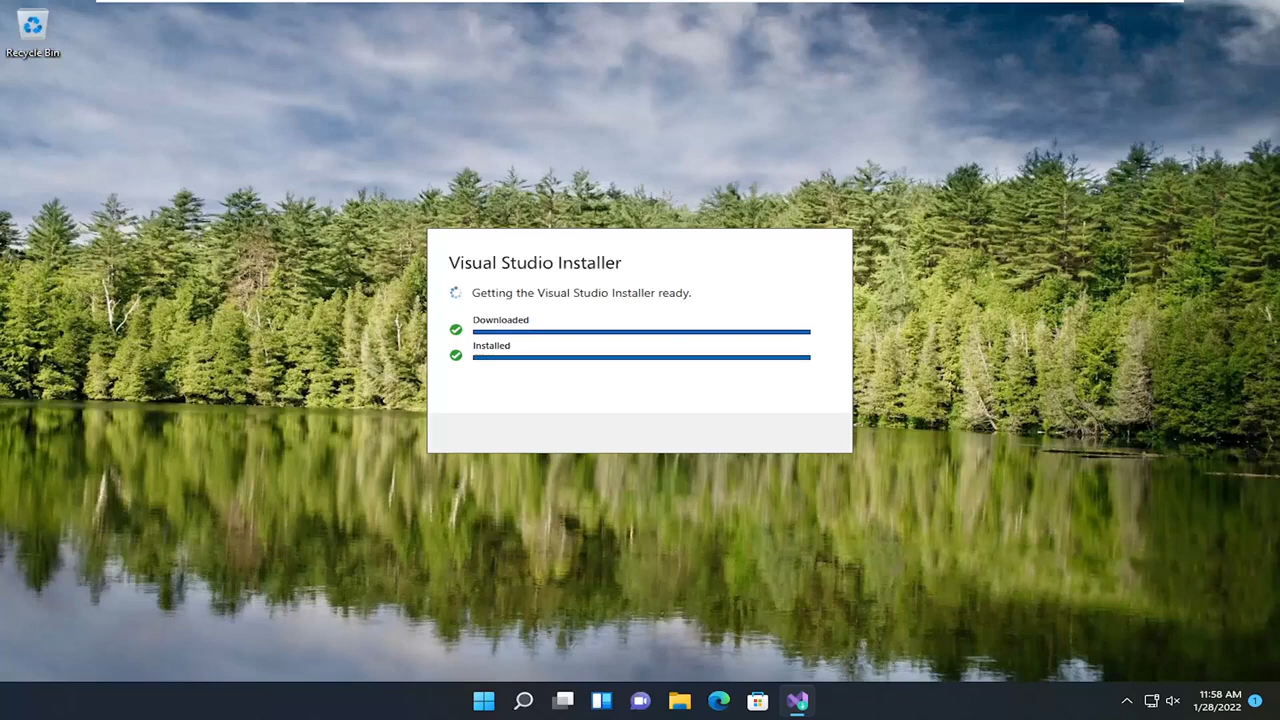 Recycle Bin
Visual Studio Installer
Getting the Visual Studio Installer ready.
Downloaded
Installed
11:58 AM
1/28/2022
1